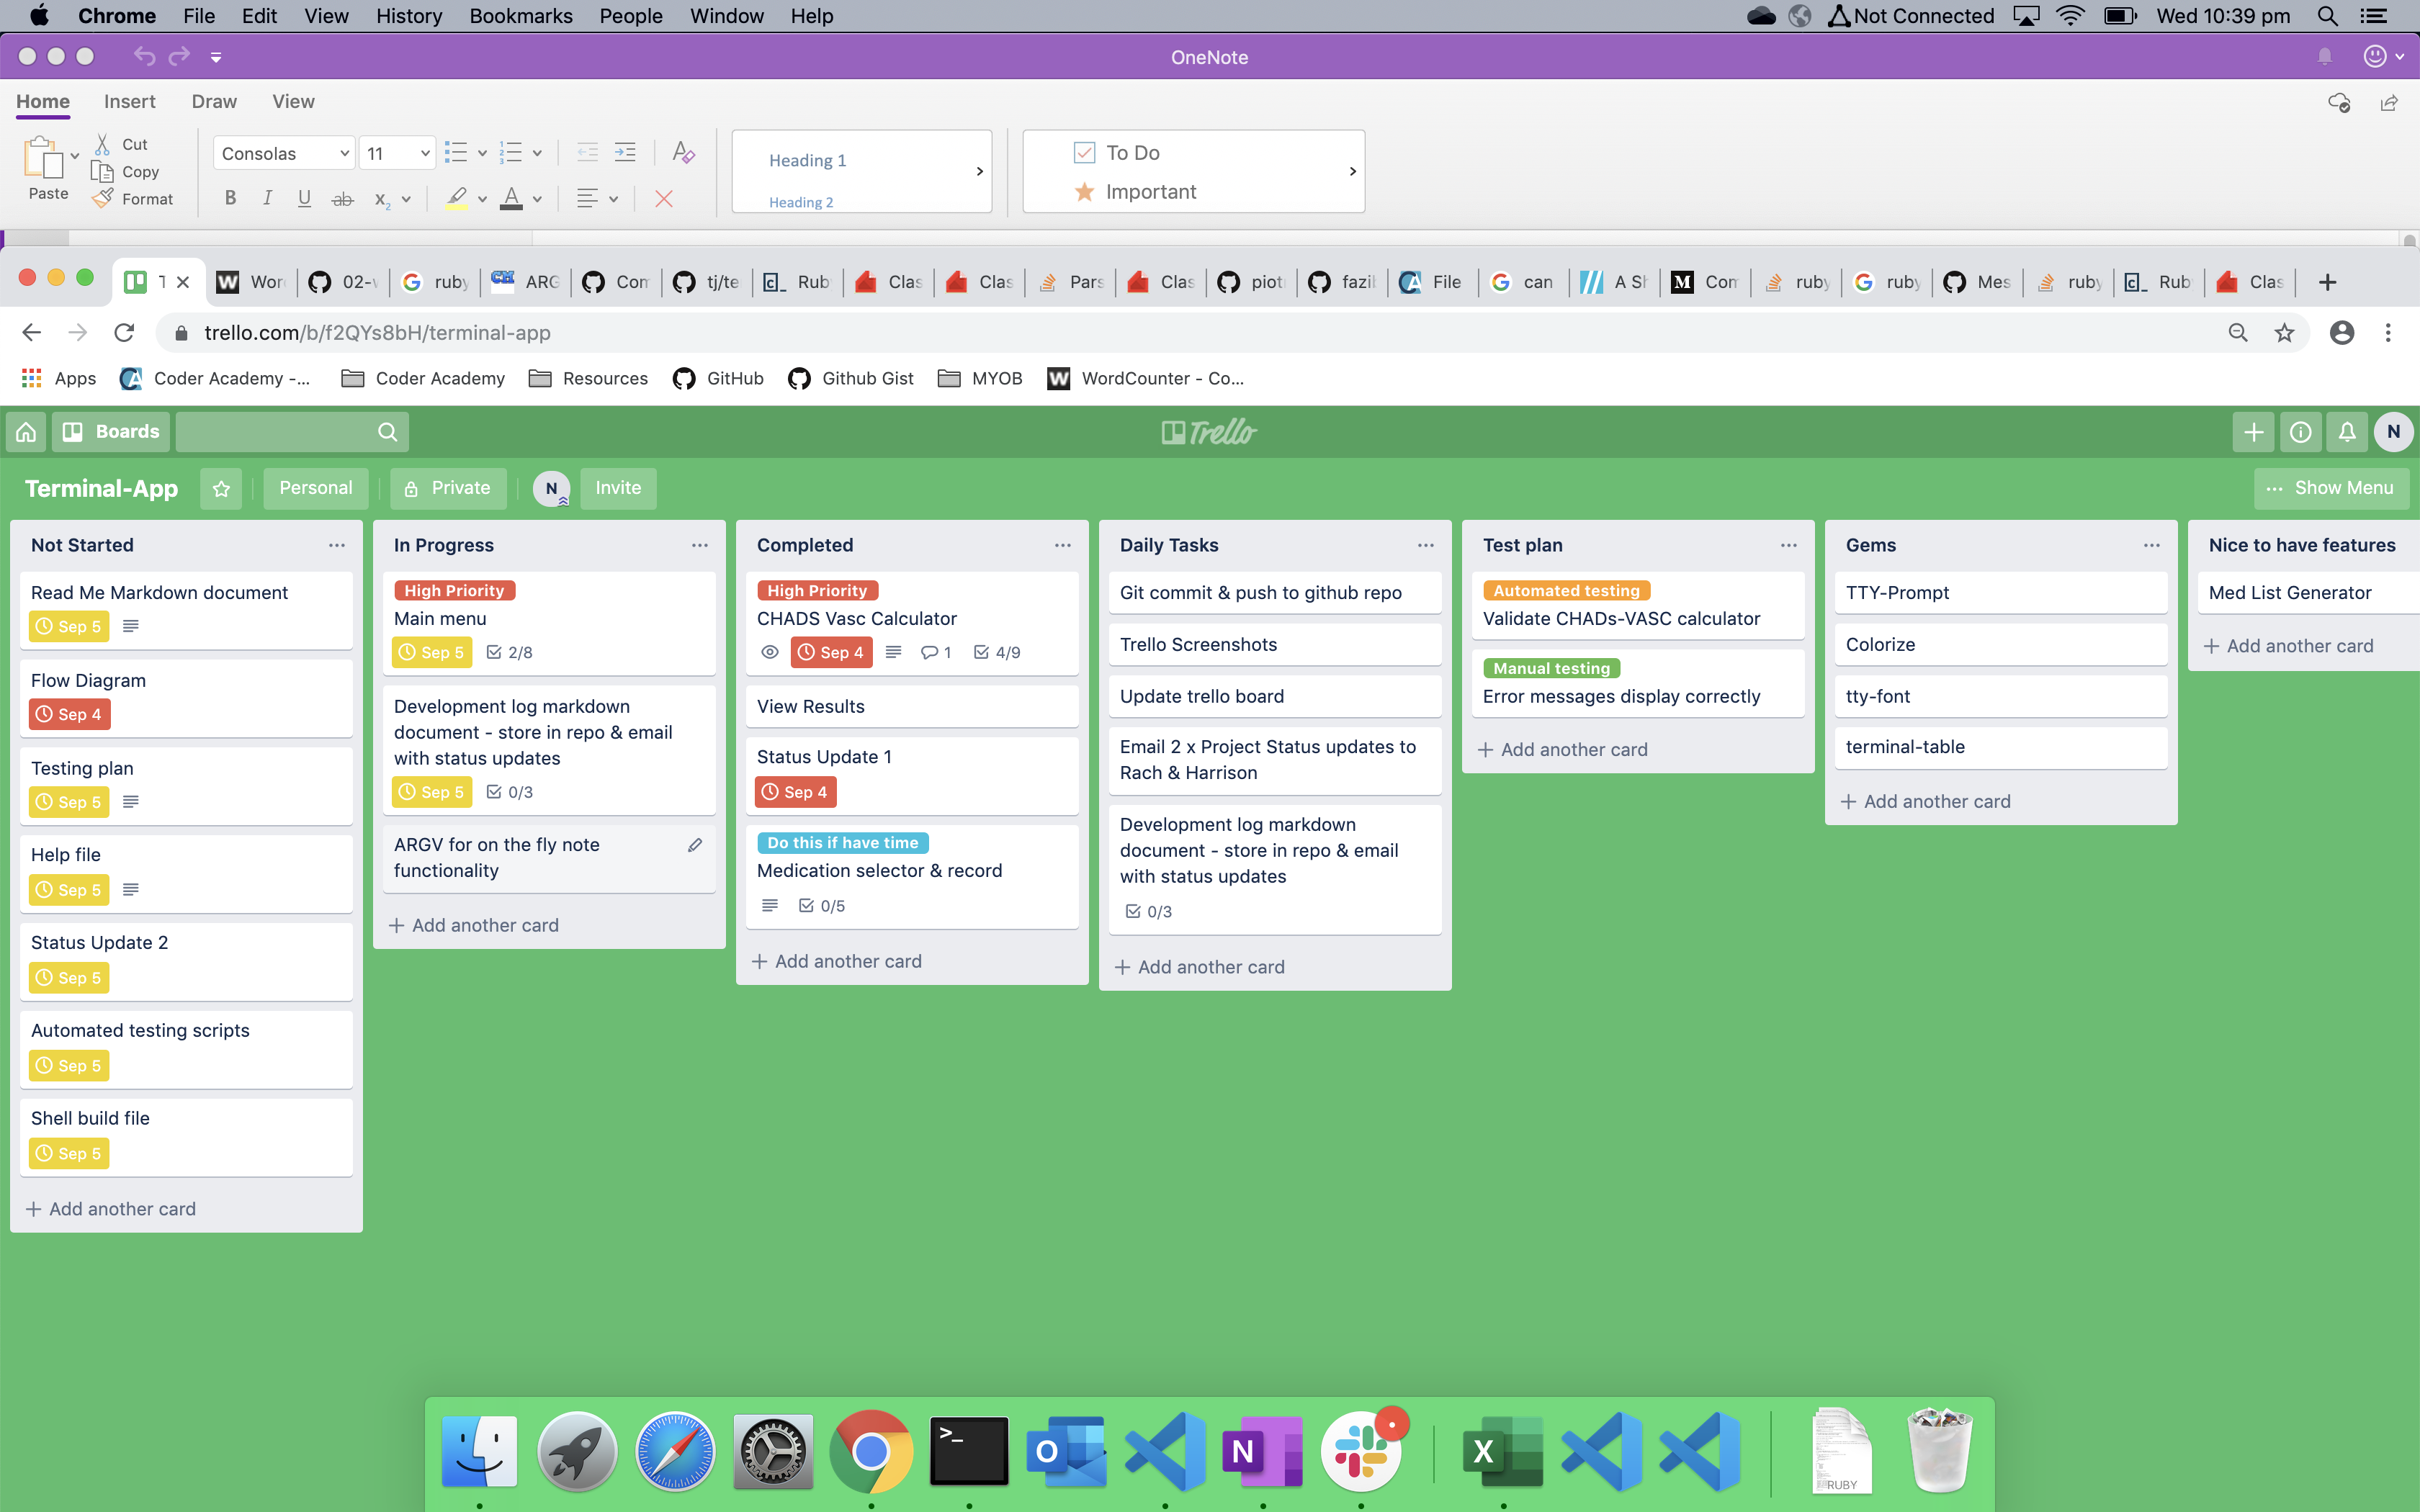 Chrome File Edit View History Bookmarks People Window Help
Not Connected Wed 10:39 pm
OneNote
Home Insert Draw View
Paste
Cut
Copy
Format
Consolas 11
B I U ab x2 A
Heading 1
Heading 2
To Do
Important
T Wor 02- ruby ARG Com tj/te Rub Clas Clas Pars Clas piot fazi File can A Sh Com ruby ruby Mes ruby Rub Clas
trello.com/b/f2QYs8bH/terminal-app
Apps Coder Academy -... Coder Academy Resources GitHub Github Gist MYOB WordCounter - Co...
Boards
Trello
N
Terminal-App Personal Private N Invite
... Show Menu
Not Started
Read Me Markdown document
Sep 5
Flow Diagram
Sep 4
Testing plan
Sep 5
Help file
Sep 5
Status Update 2
Sep 5
Automated testing scripts
Sep 5
Shell build file
Sep 5
+ Add another card
In Progress
High Priority
Main menu
Sep 5 2/8
Development log markdown
document - store in repo & email
with status updates
Sep 5 0/3
ARGV for on the fly note
functionality
+ Add another card
Completed
High Priority
CHADS Vasc Calculator
Sep 4 1 4/9
View Results
Status Update 1
Sep 4
Do this if have time
Medication selector & record
0/5
+ Add another card
Daily Tasks
Git commit & push to github repo
Trello Screenshots
Update trello board
Email 2 x Project Status updates to
Rach & Harrison
Development log markdown
document - store in repo & email
with status updates
0/3
+ Add another card
Test plan
Automated testing
Validate CHADs-VASC calculator
Manual testing
Error messages display correctly
+ Add another card
Gems
TTY-Prompt
Colorize
tty-font
terminal-table
+ Add another card
Nice to have features
Med List Generator
+ Add another card
>_
O
N
X
RUBY